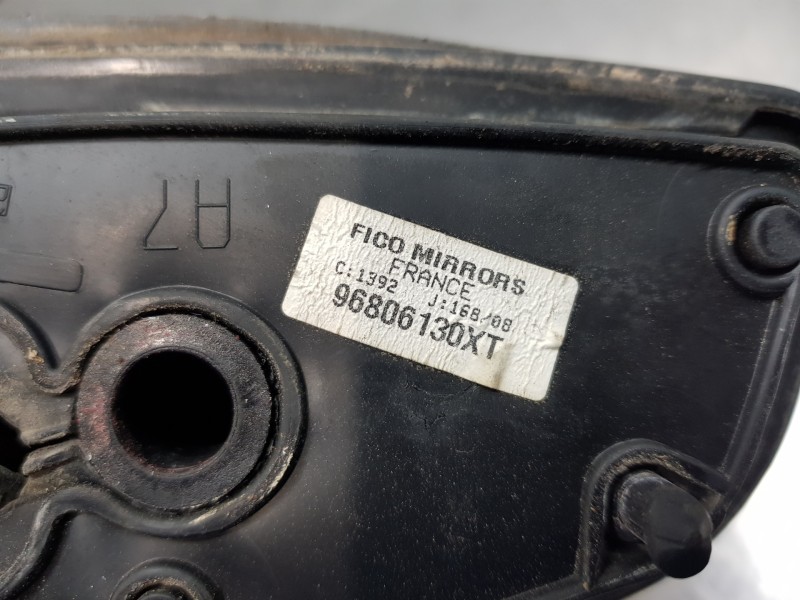 A7
FICO MIRRORS
FRANCE
C:1392 J:168/08
96806130XT